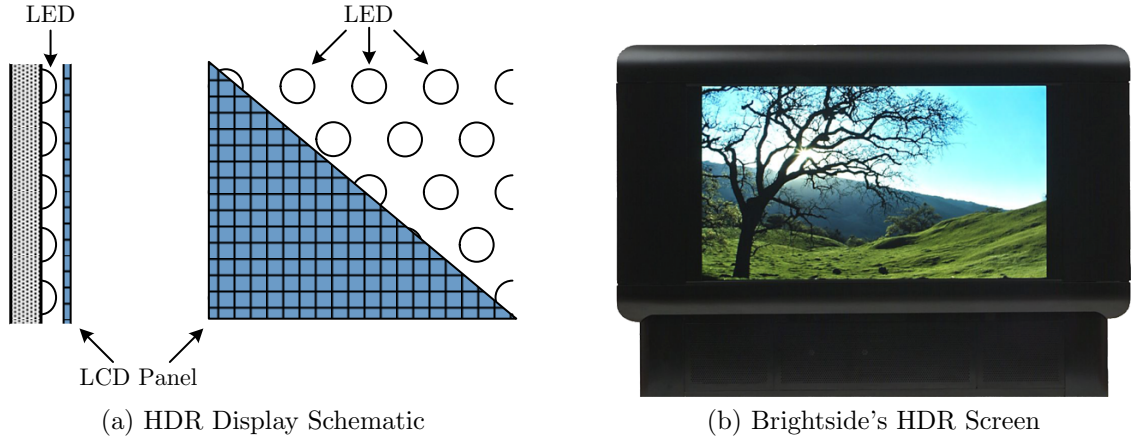 LED
LED
LCD Panel
(a) HDR Display Schematic
(b) Brightside's HDR Screen